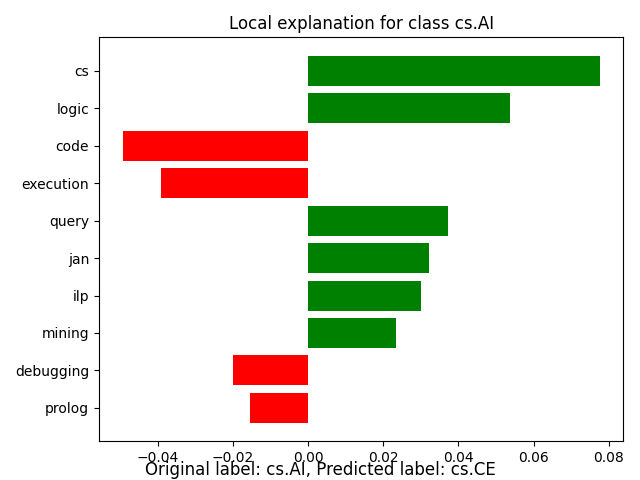 Local explanation for class cs.AI
cs
logic
code
execution
query
jan
ilp
mining
debugging
prolog
−0.04 −0.02 0.00 0.02 0.04 0.06 0.08
Original label: cs.AI, Predicted label: cs.CE